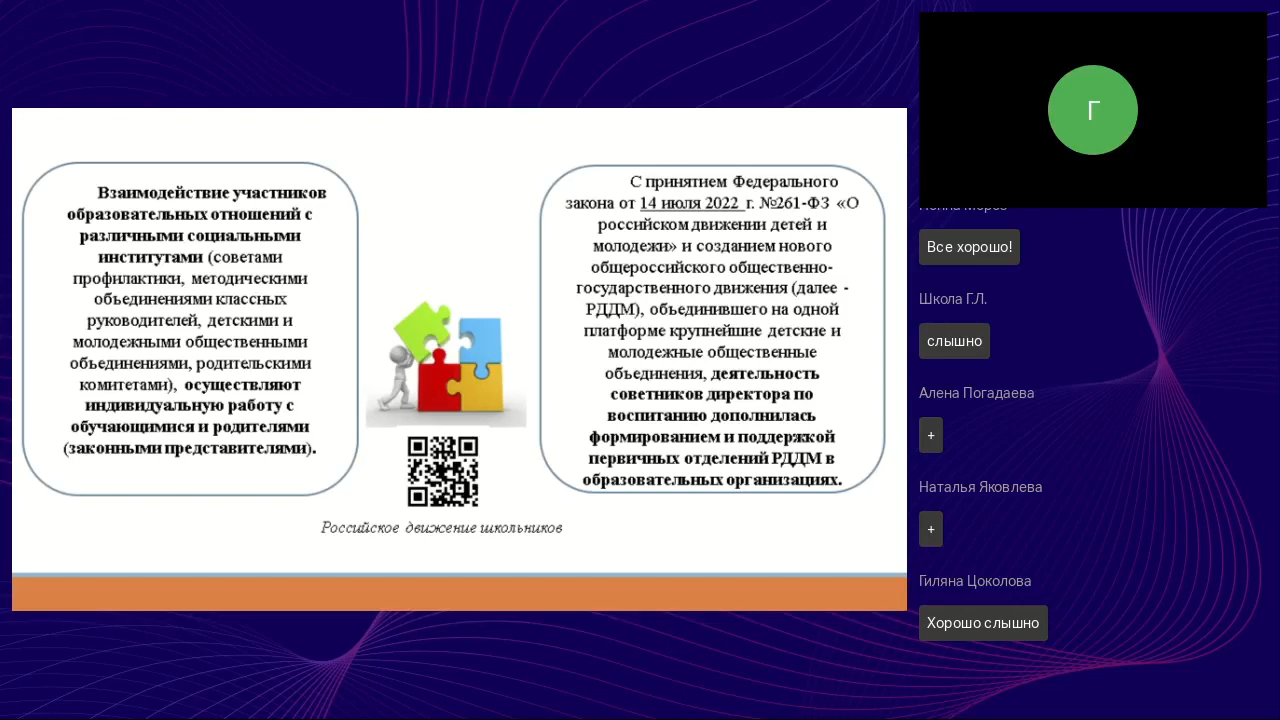 Взаимодействие участников
образовательных отношений с
различными социальными
институтами (советами
профилактики, методическими
объединениями классных
руководителей, детскими и
молодежными общественными
объединениями, родительскими
комитетами), осуществляют
индивидуальную работу с
обучающимися и родителями
(законными представителями).
Российское движение школьников
С принятием Федерального
закона от 14 июля 2022 г. №261-ФЗ «О
российском движении детей и
молодежи» и созданием нового
общероссийского общественно-
государственного движения (далее -
РДДМ), объединившего на одной
платформе крупнейшие детские и
молодежные общественные
объединения, деятельность
советников директора по
воспитанию дополнилась
формированием и поддержкой
первичных отделений РДДМ в
образовательных организациях.
Г
Все хорошо!
Школа Г.Л.
слышно
Алена Погадаева
+
Наталья Яковлева
+
Гиляна Цоколова
Хорошо слышно